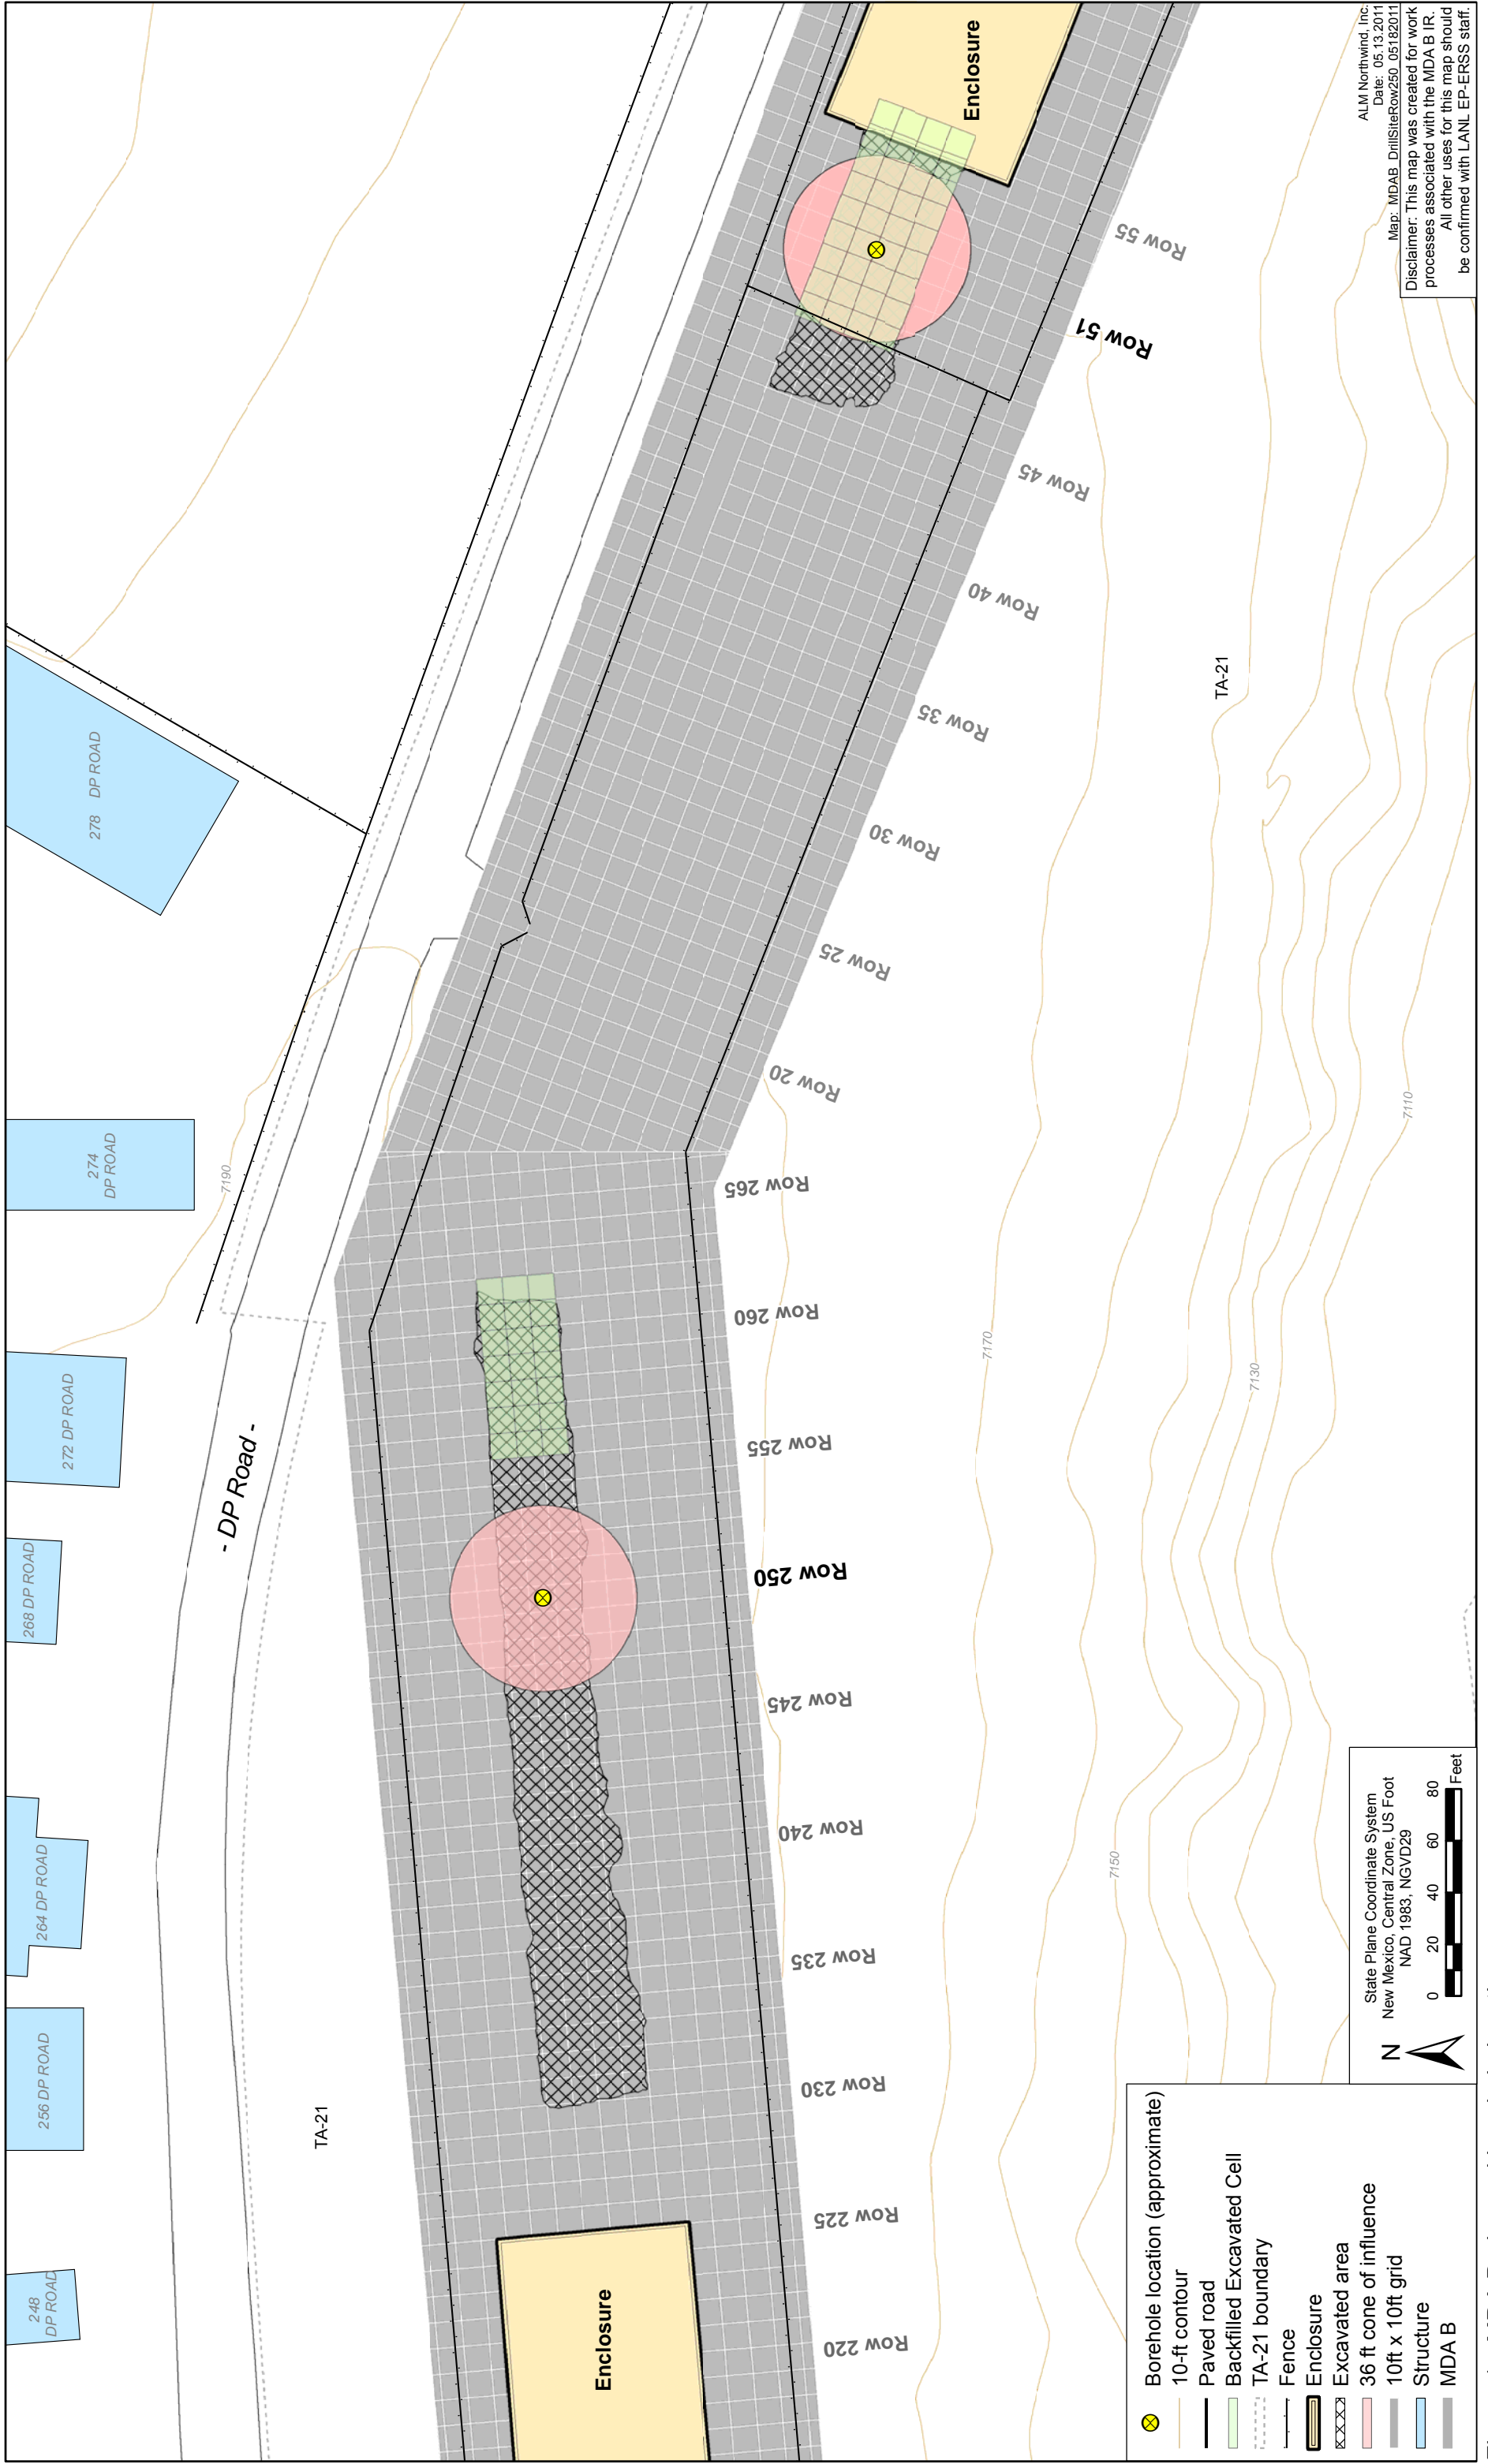 248
DP ROAD
256 DP ROAD
264 DP ROAD
268 DP ROAD
272 DP ROAD
274
DP ROAD
278 DP ROAD
7190
- DP Road -
TA-21
Enclosure
Enclosure
Row 220
Row 225
Row 230
Row 235
Row 240
Row 245
Row 250
Row 255
Row 260
Row 265
Row 20
Row 25
Row 30
Row 35
Row 40
Row 45
Row 51
Row 55
7170
7150
7130
7110
TA-21
Borehole location (approximate)
10-ft contour
Paved road
Backfilled Excavated Cell
TA-21 boundary
Fence
Enclosure
Excavated area
36 ft cone of influence
10ft x 10ft grid
Structure
MDA B
N
State Plane Coordinate System
New Mexico, Central Zone, US Foot
NAD 1983, NGVD29
0 20 40 60 80
Feet
ALM Northwind, Inc.
Date: 05.13.2011
Map: MDAB_DrillSiteRow250_05182011
Disclaimer: This map was created for work
processes associated with the MDA B IR.
All other uses for this map should
be confirmed with LANL EP-ERSS staff.